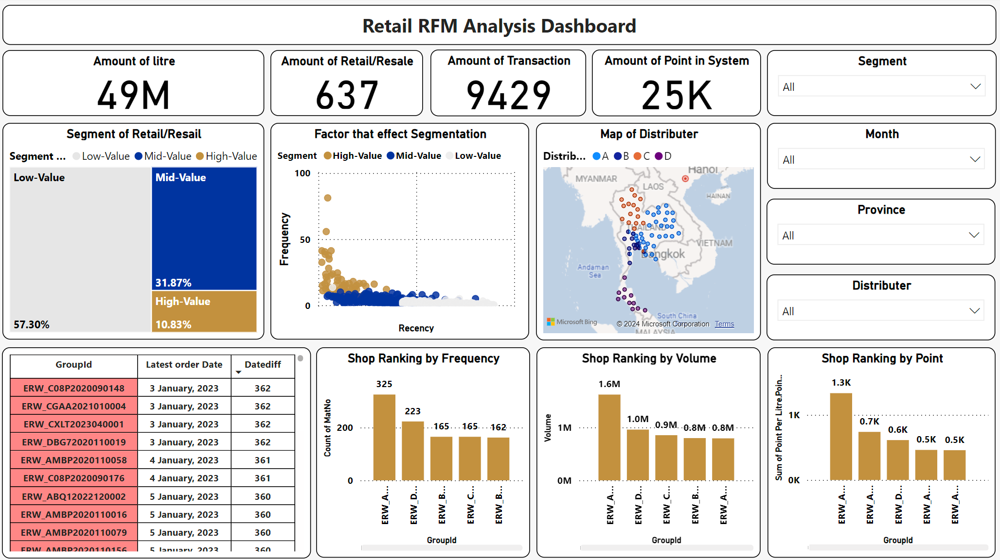 Retail RFM Analysis Dashboard
Amount of litre
49M
Amount of Retail/Resale
637
Amount of Transaction
9429
Amount of Point in System
25K
Segment
All
Segment of Retail/Resail
Segment ... Low-Value Mid-Value High-Value
Low-Value
57.30%
Mid-Value
31.87%
High-Value
10.83%
Factor that effect Segmentation
Segment High-Value Mid-Value Low-Value
Frequency
100
50
0
Recency
Map of Distributer
Distrib... A B C D
Hanoi
MYANMAR
LAOS
HAINAN
THAILAND
VIETNAM
Bangkok
Andaman
Sea
South China
Sea
MALAYSIA
Microsoft Bing
© 2024 Microsoft Corporation Terms
Month
All
Province
All
Distributer
All
GroupId Latest order Date Datediff
ERW_C08P2020090148 3 January, 2023 362
ERW_CGAA2021010004 3 January, 2023 362
ERW_CXLT2023040001 3 January, 2023 362
ERW_DBG72020110019 3 January, 2023 362
ERW_AMBP2020110058 4 January, 2023 361
ERW_C08P2020090176 4 January, 2023 361
ERW_ABQ12022120002 5 January, 2023 360
ERW_AMBP2020110016 5 January, 2023 360
ERW_AMBP2020110079 5 January, 2023 360
ERW_AMBP2020110156 5 January, 2023 360
Shop Ranking by Frequency
Count of MatNo
200
0
325
223
165
165
162
ERW_A...
ERW_D...
ERW_B...
ERW_C...
ERW_B...
GroupId
Shop Ranking by Volume
Volume
1M
0M
1.6M
1.0M
0.9M
0.8M
0.8M
ERW_A...
ERW_D...
ERW_C...
ERW_B...
ERW_A...
GroupId
Shop Ranking by Point
Sum of Point Per Litre.Poin...
1K
0K
1.3K
0.7K
0.6K
0.5K
0.5K
ERW_A...
ERW_A...
ERW_D...
ERW_A...
ERW_A...
GroupId